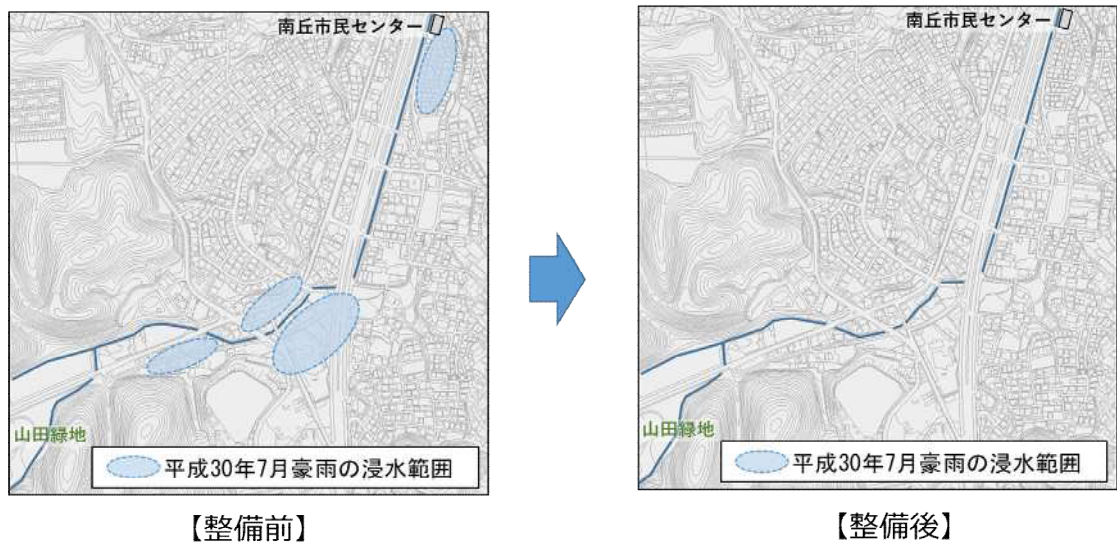 南丘市民センター
山田緑地
平成30年7月豪雨の浸水範囲
【整備前】
南丘市民センター
山田緑地
平成30年7月豪雨の浸水範囲
【整備後】